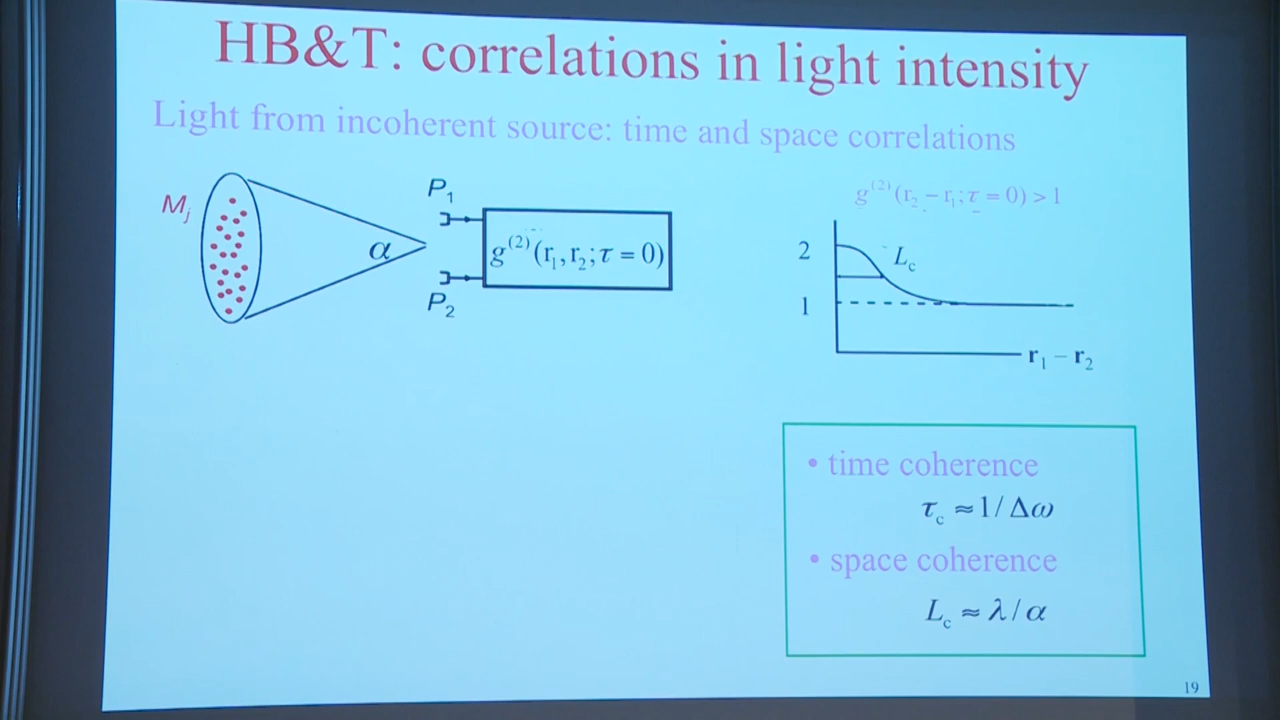 HB&T: correlations in light intensity
Light from incoherent source: time and space correlations
M_j
α
P_1
P_2
g^(2)(r_1, r_2; τ = 0)
g^(2)(r_2 − r_1; τ = 0) > 1
2
L_c
1
r_1 − r_2
• time coherence
τ_c ≈ 1/ Δω
• space coherence
L_c ≈ λ / α
19